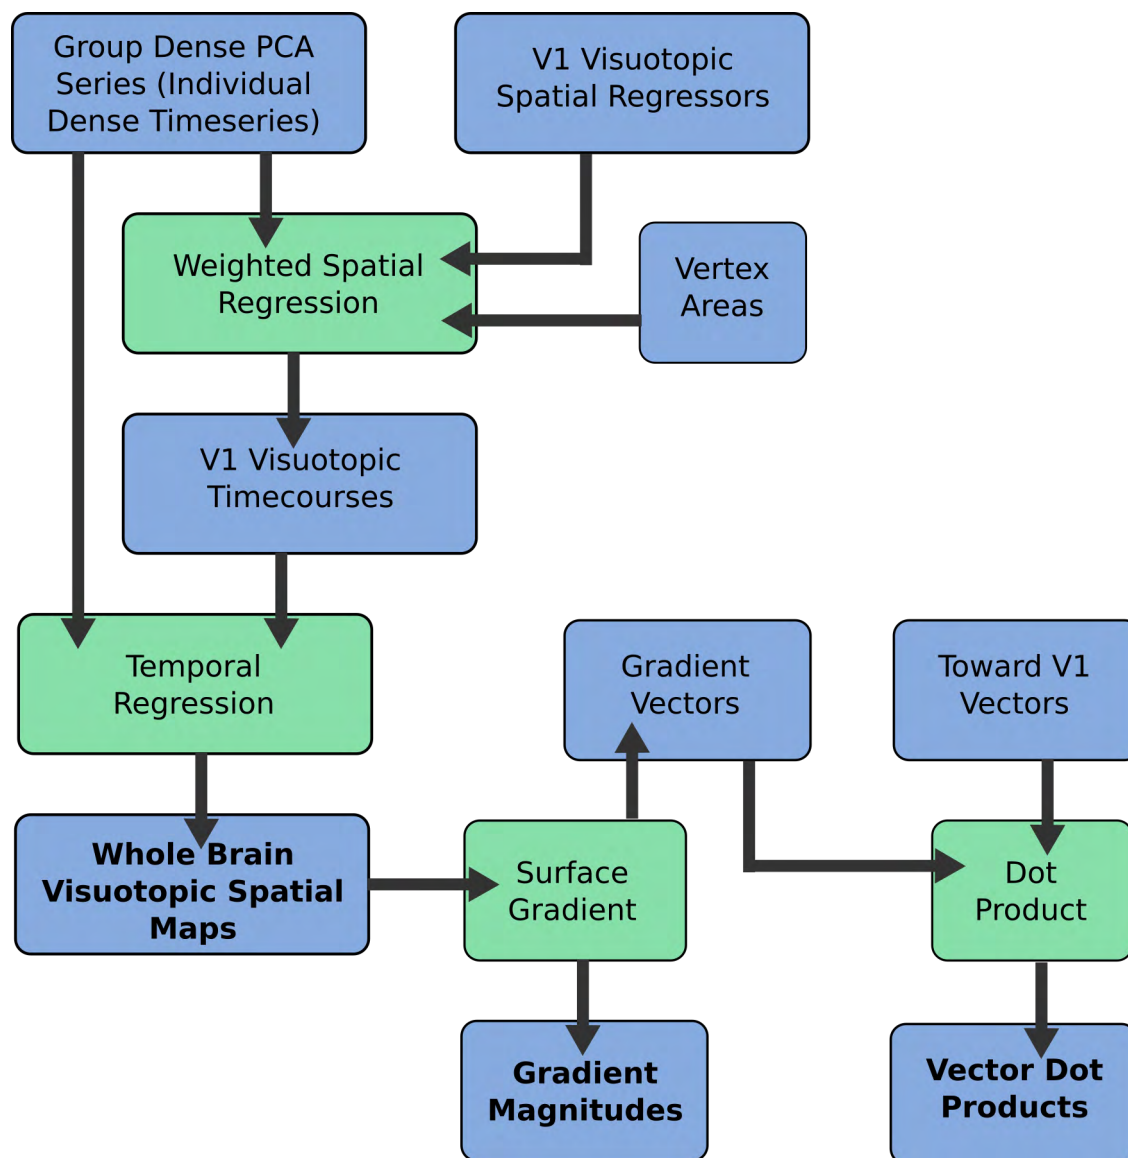 Group Dense PCA
Series (Individual
Dense Timeseries)
V1 Visuotopic
Spatial Regressors
Weighted Spatial
Regression
Vertex
Areas
V1 Visuotopic
Timecourses
Temporal
Regression
Gradient
Vectors
Toward V1
Vectors
Whole Brain
Visuotopic Spatial
Maps
Surface
Gradient
Dot
Product
Gradient
Magnitudes
Vector Dot
Products